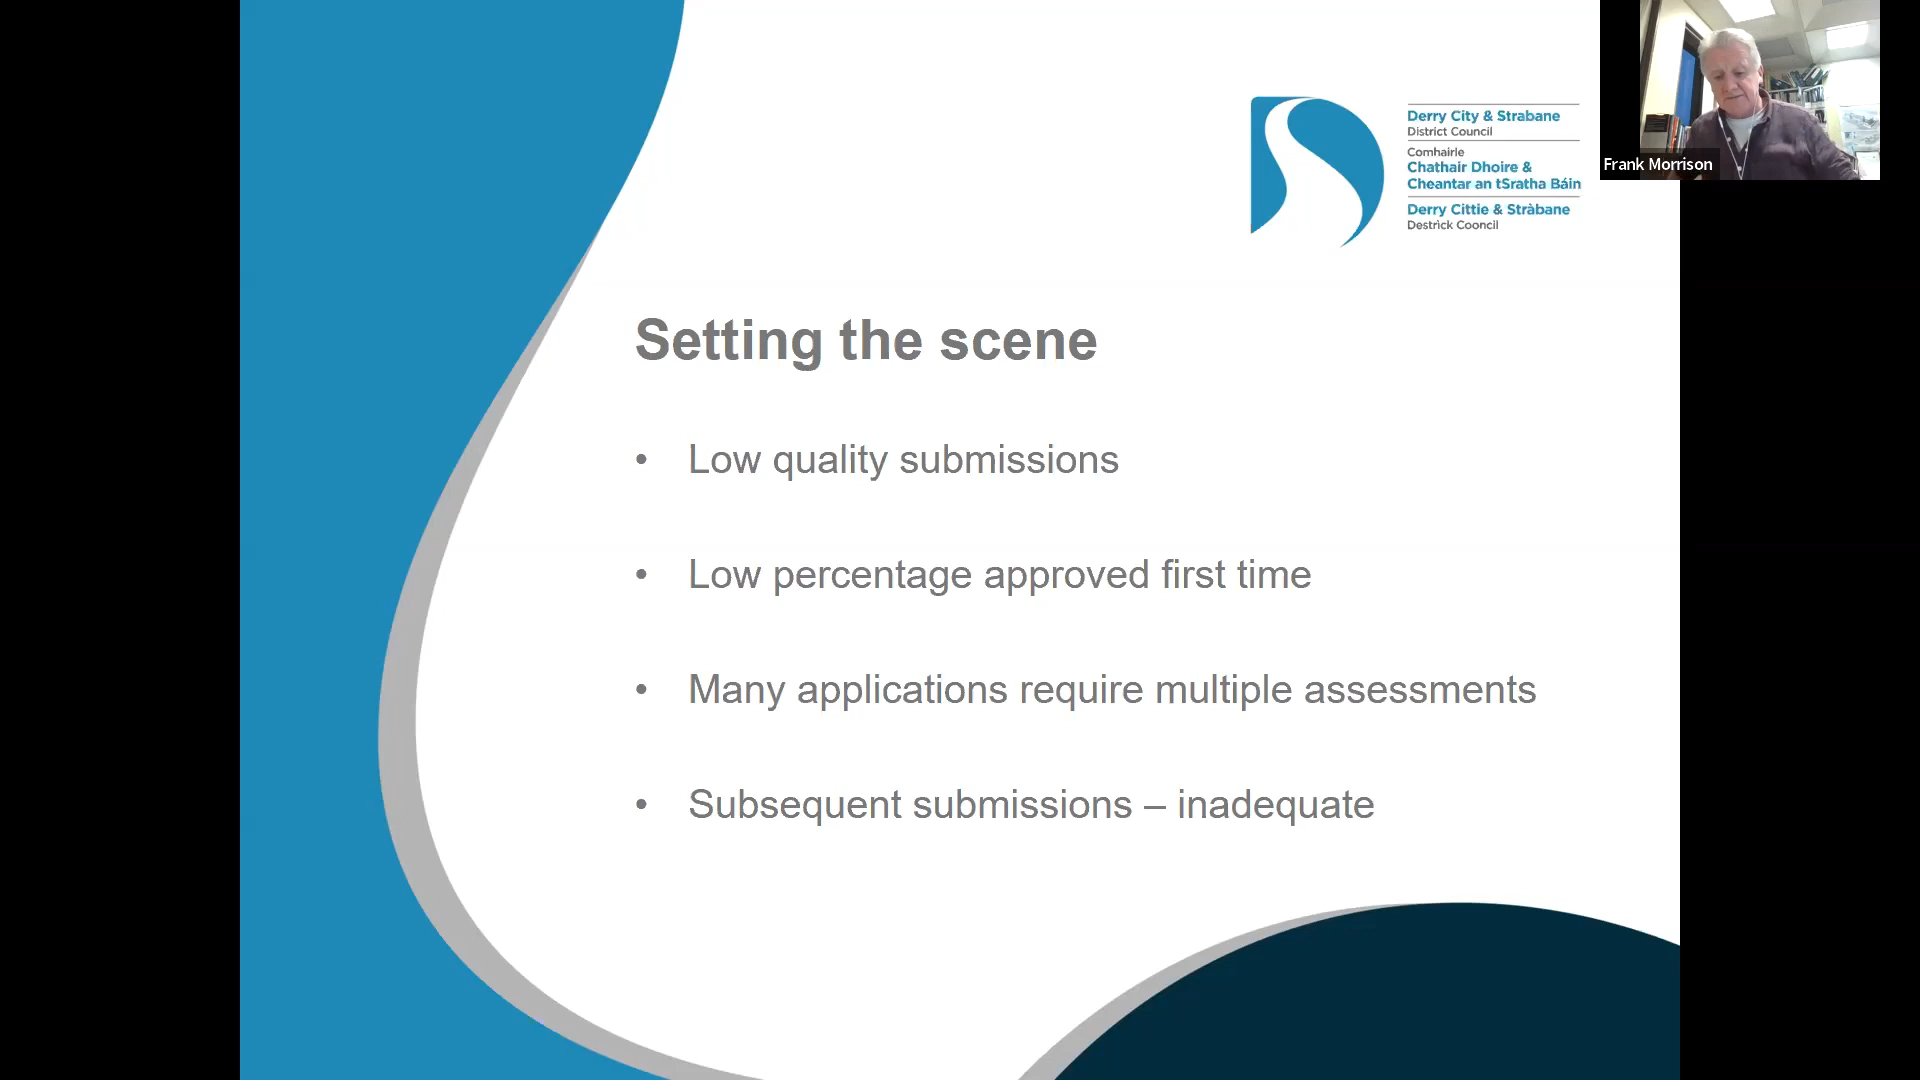 Derry City & Strabane
District Council
Comhairle
Chathair Dhoire &
Cheantar an tSratha Báin
Derry Cittie & Stràbane
Destrìck Cooncil
Frank Morrison
Setting the scene
• Low quality submissions
• Low percentage approved first time
• Many applications require multiple assessments
• Subsequent submissions – inadequate